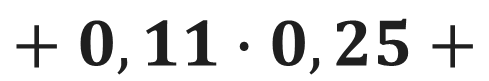 + 0,11 · 0,25 +